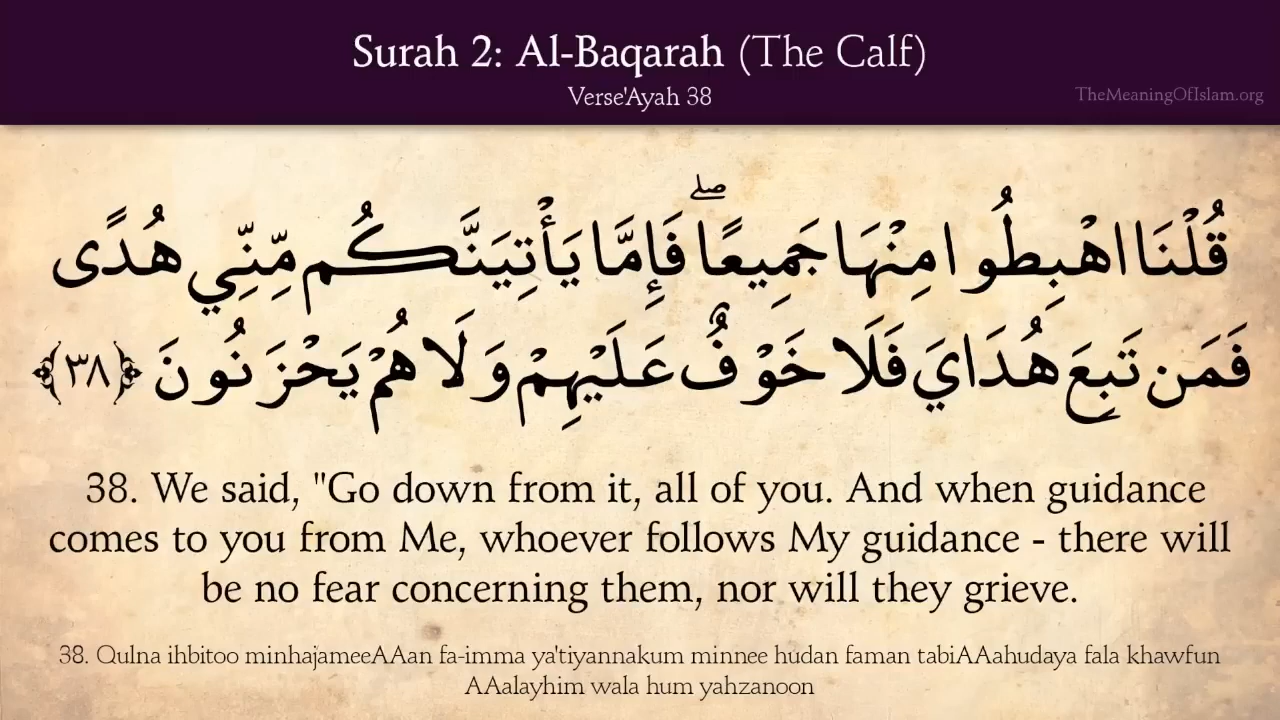 Surah 2: Al-Baqarah (The Calf)
Verse'Ayah 38
TheMeaningOfIslam.org
قُلْنَا اهْبِطُوا مِنْهَا جَمِيعًا ۖ فَإِمَّا يَأْتِيَنَّكُم مِّنِّي هُدًى
فَمَن تَبِعَ هُدَايَ فَلَا خَوْفٌ عَلَيْهِمْ وَلَا هُمْ يَحْزَنُونَ ﴿٣٨﴾
38. We said, "Go down from it, all of you. And when guidance
comes to you from Me, whoever follows My guidance - there will
be no fear concerning them, nor will they grieve.
38. Qulna ihbitoo minhajameeAAan fa-imma ya'tiyannakum minnee hudan faman tabiAAahudaya fala khawfun
AAalayhim wala hum yahzanoon